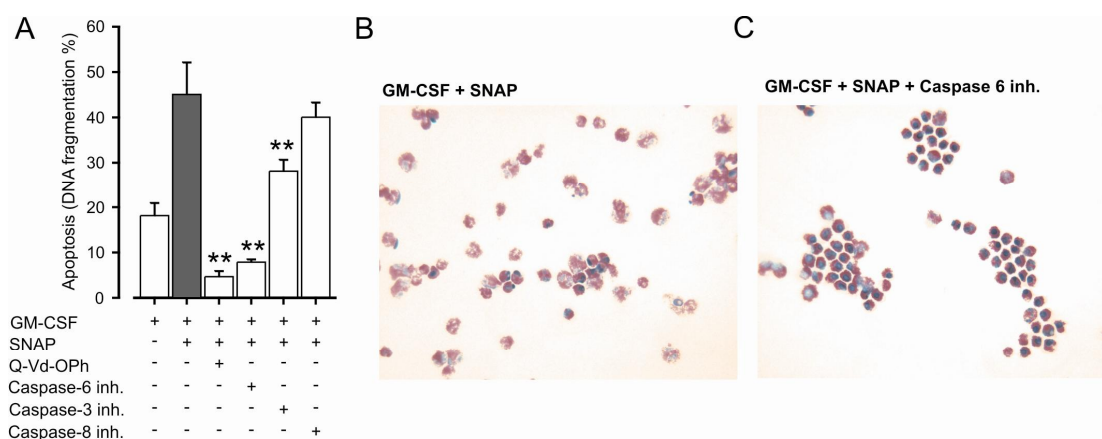 A
B
C
Apoptosis (DNA fragmentation %)
60
50
40
30
20
10
0
**
**
**
GM-CSF + + + + + +
SNAP - + + + + +
Q-Vd-OPh - - + - - -
Caspase-6 inh. - - - + - -
Caspase-3 inh. - - - - + -
Caspase-8 inh. - - - - - +
GM-CSF + SNAP
GM-CSF + SNAP + Caspase 6 inh.